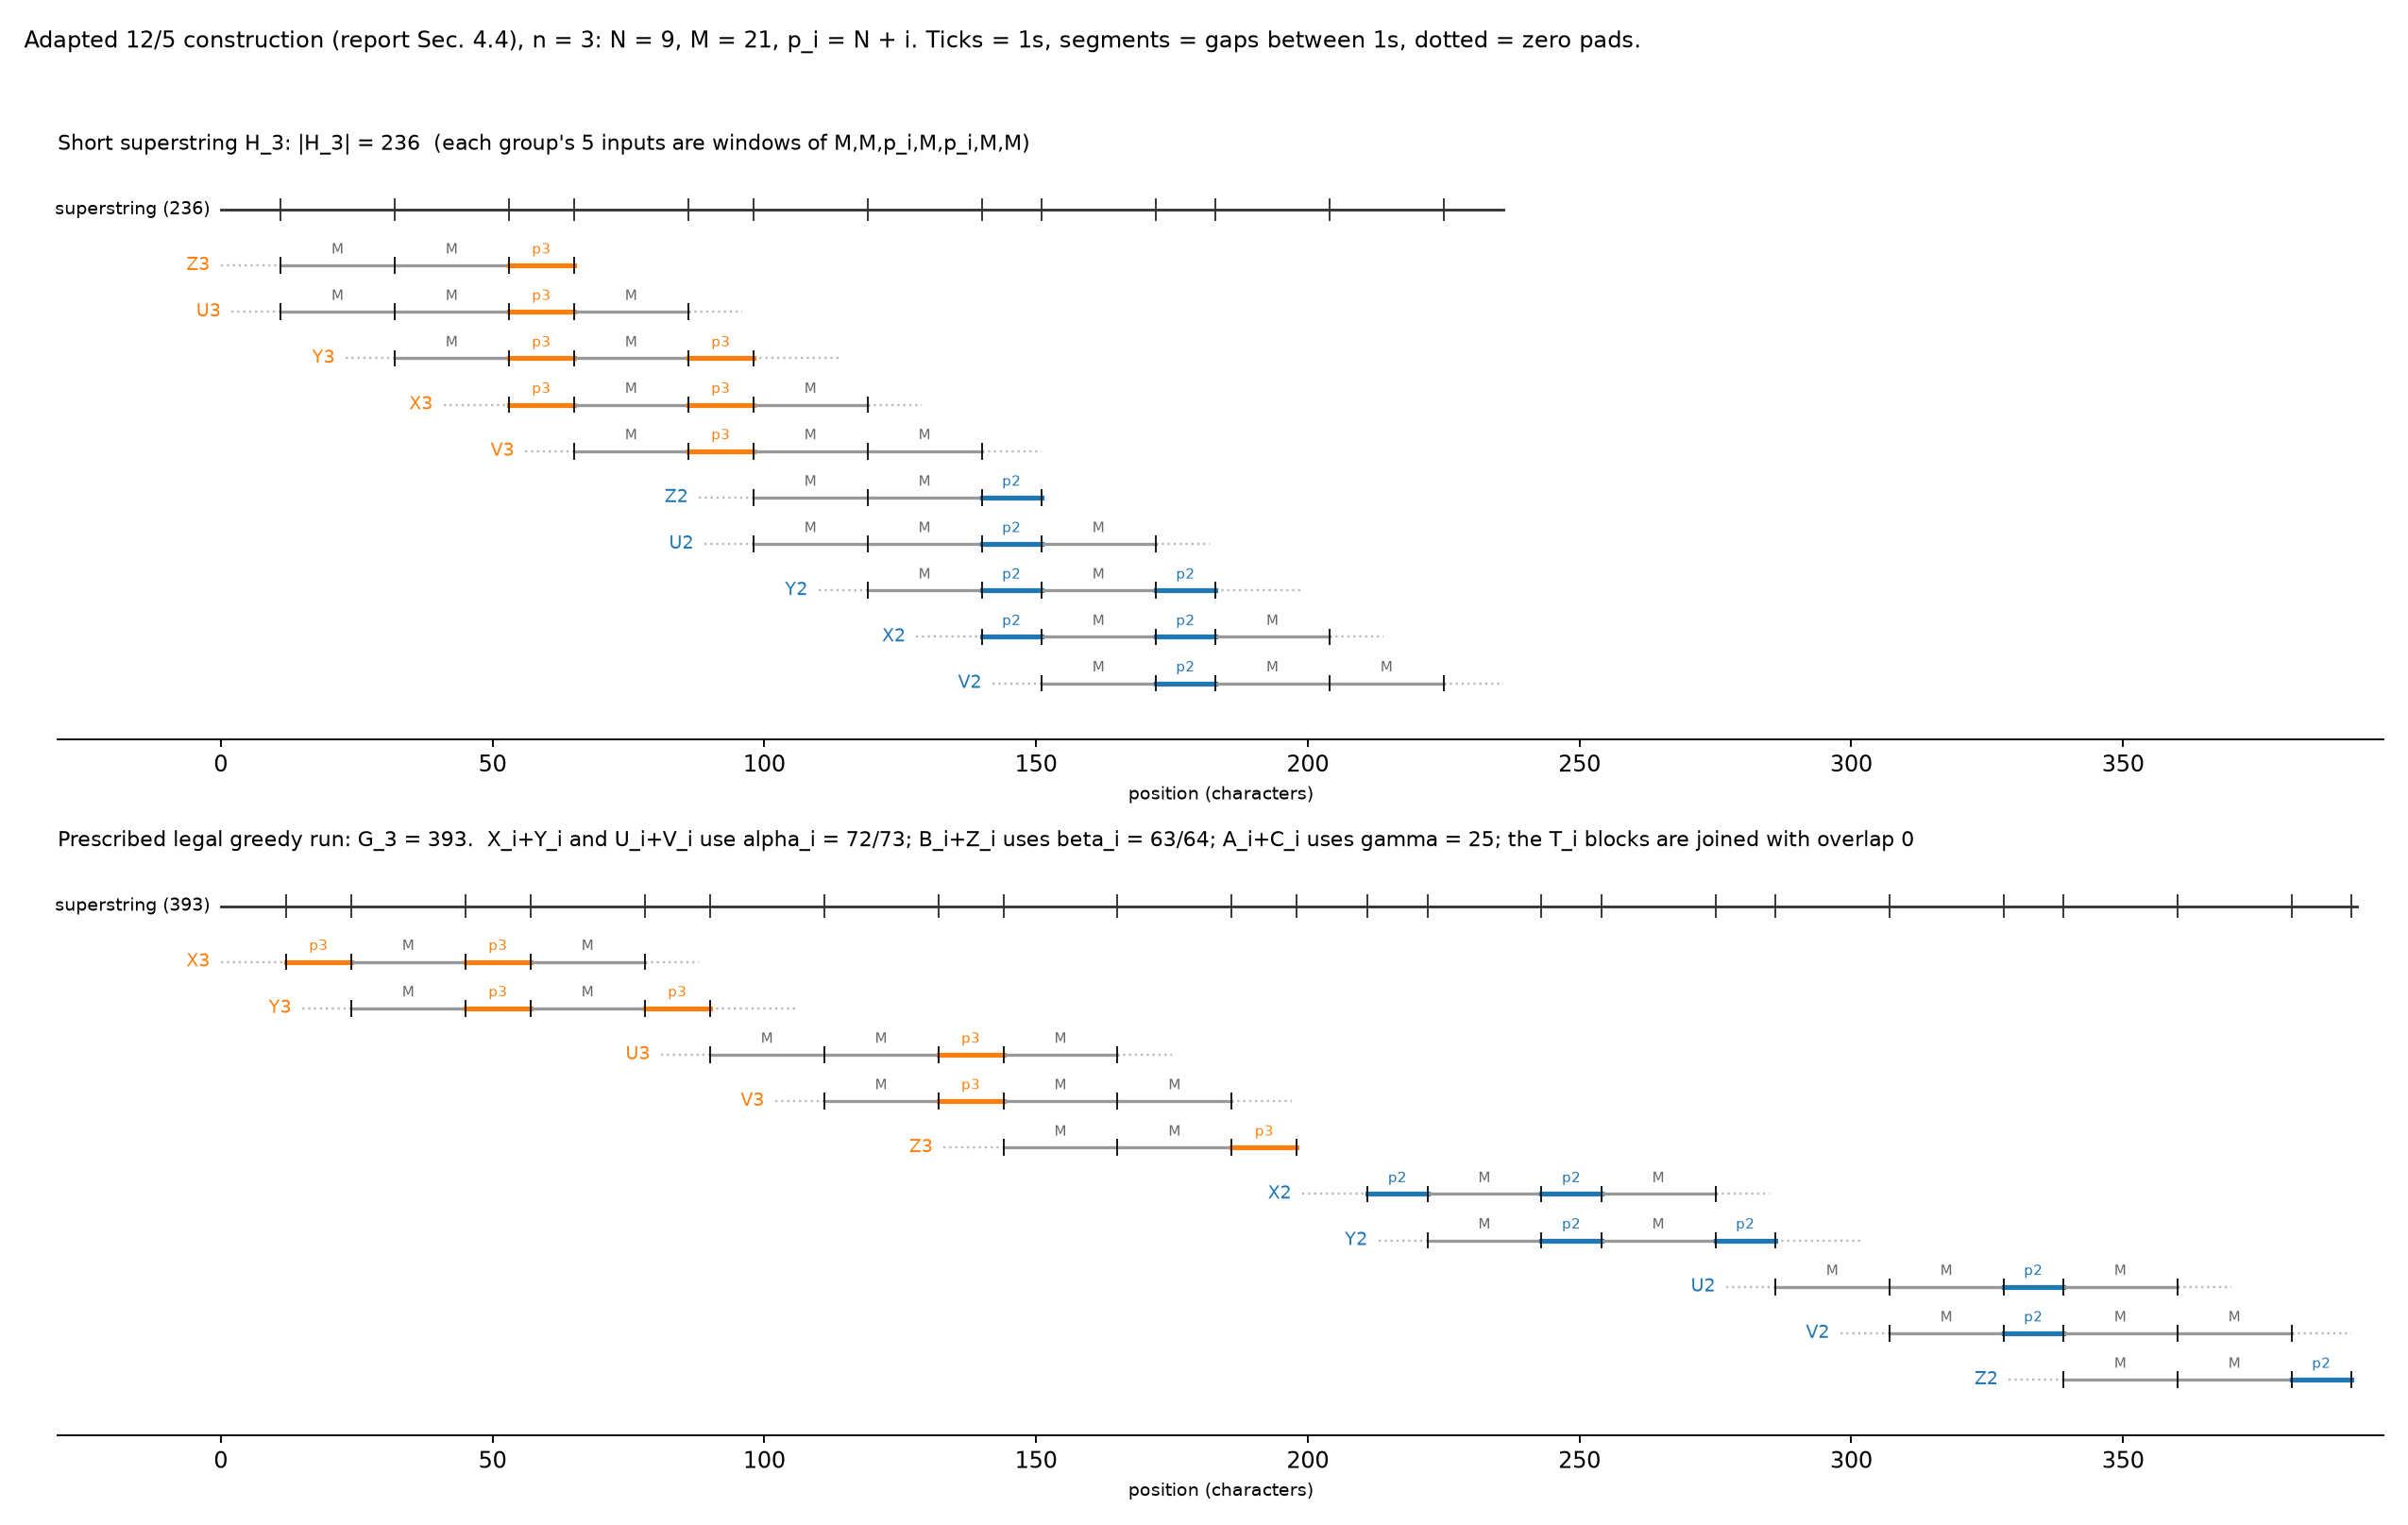 Adapted 12/5 construction (report Sec. 4.4), n = 3: N = 9, M = 21, p_i = N + i. Ticks = 1s, segments = gaps between 1s, dotted = zero pads.
Short superstring H_3: |H_3| = 236  (each group's 5 inputs are windows of M,M,p_i,M,p_i,M,M)
superstring (236)
M M p3
Z3
M M p3 M
U3
M p3 M p3
Y3
p3 M p3 M
X3
M p3 M M
V3
M M p2
Z2
M M p2 M
U2
M p2 M p2
Y2
p2 M p2 M
X2
M p2 M M
V2
0 50 100 150 200 250 300 350
position (characters)
Prescribed legal greedy run: G_3 = 393.  X_i+Y_i and U_i+V_i use alpha_i = 72/73; B_i+Z_i uses beta_i = 63/64; A_i+C_i uses gamma = 25; the T_i blocks are joined with overlap 0
superstring (393)
p3 M p3 M
X3
M p3 M p3
Y3
M M p3 M
U3
M p3 M M
V3
M M p3
Z3
p2 M p2 M
X2
M p2 M p2
Y2
M M p2 M
U2
M p2 M M
V2
M M p2
Z2
0 50 100 150 200 250 300 350
position (characters)